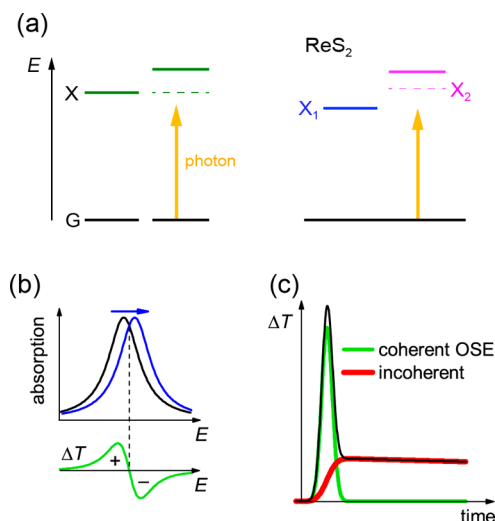 (a)
E
X
photon
G
ReS₂
X₁
X₂
(b)
absorption
E
ΔT
+
−
E
(c)
ΔT
coherent OSE
incoherent
time